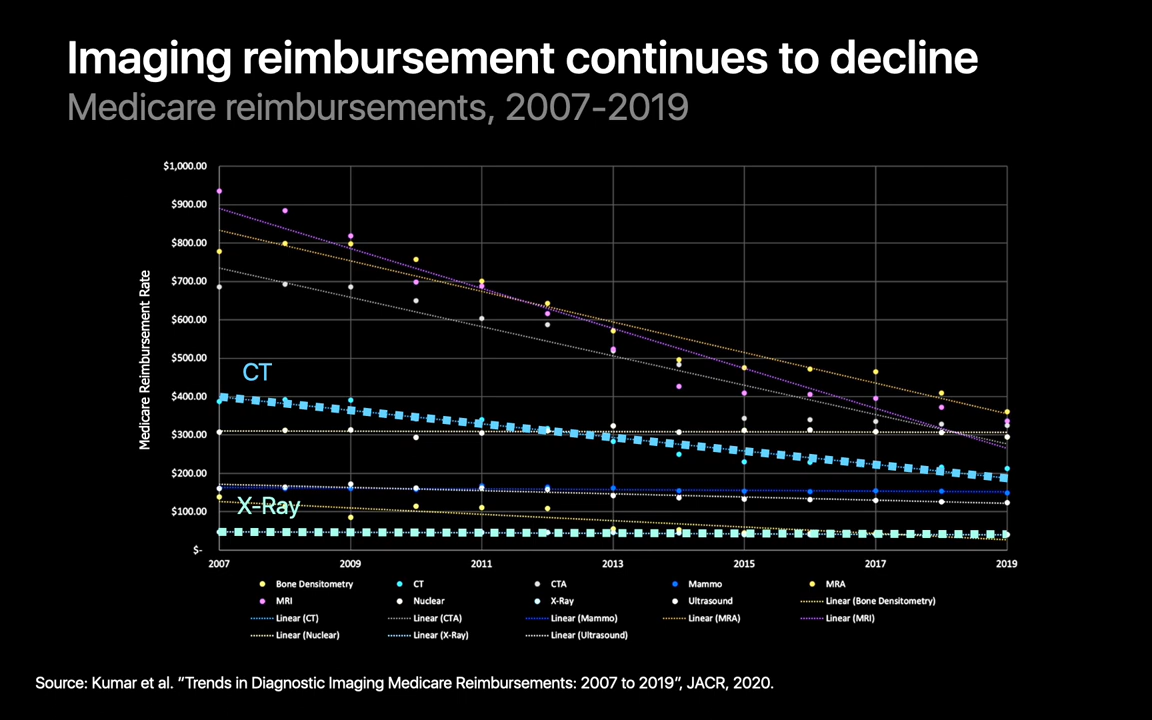 Imaging reimbursement continues to decline
Medicare reimbursements, 2007-2019
$1,000.00
$900.00
$800.00
$700.00
$600.00
$500.00
$400.00
$300.00
$200.00
$100.00
$-
Medicare Reimbursement Rate
CT
X-Ray
2007 2009 2011 2013 2015 2017 2019
Bone Densitometry CT CTA Mammo MRA
MRI Nuclear X-Ray Ultrasound Linear (Bone Densitometry)
Linear (CT) Linear (CTA) Linear (Mammo) Linear (MRA) Linear (MRI)
Linear (Nuclear) Linear (X-Ray) Linear (Ultrasound)
Source: Kumar et al. “Trends in Diagnostic Imaging Medicare Reimbursements: 2007 to 2019”, JACR, 2020.